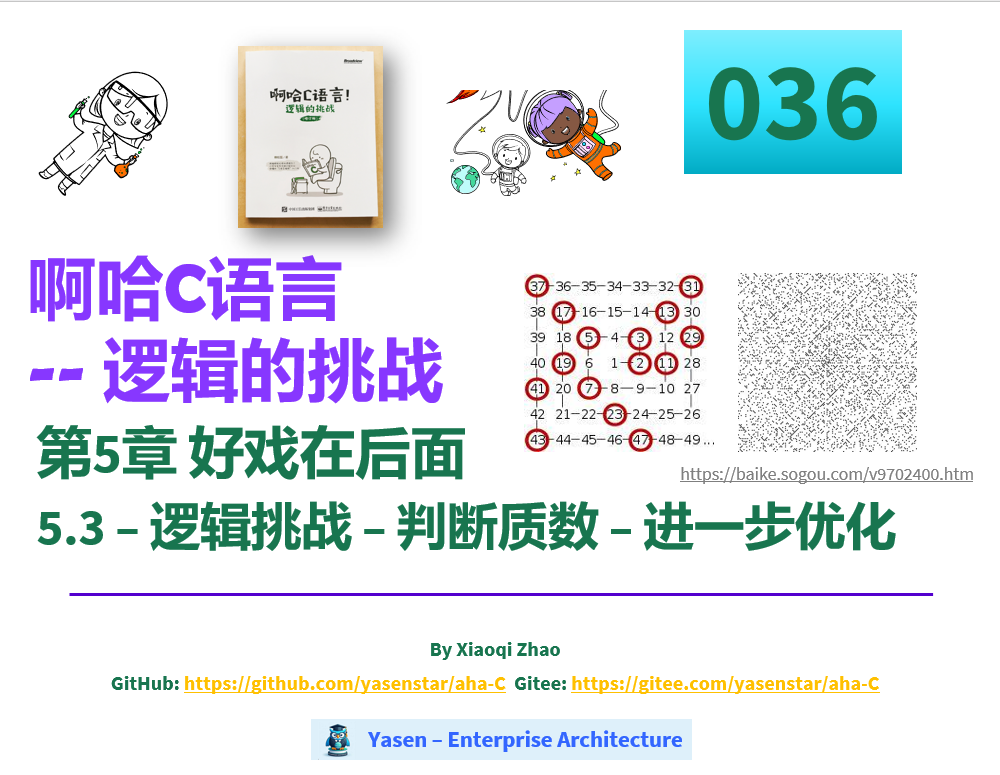 啊哈C语言!
逻辑的挑战
036
啊哈C语言
-- 逻辑的挑战
第5章 好戏在后面
5.3 – 逻辑挑战 – 判断质数 – 进一步优化
37 36 35 34 33 32 31
38 17 16 15 14 13 30
39 18 5 4 3 12 29
40 19 6 1 2 11 28
41 20 7 8 9 10 27
42 21 22 23 24 25 26
43 44 45 46 47 48 49 ...
https://baike.sogou.com/v9702400.htm
By Xiaoqi Zhao
GitHub: https://github.com/yasenstar/aha-C Gitee: https://gitee.com/yasenstar/aha-C
Yasen – Enterprise Architecture